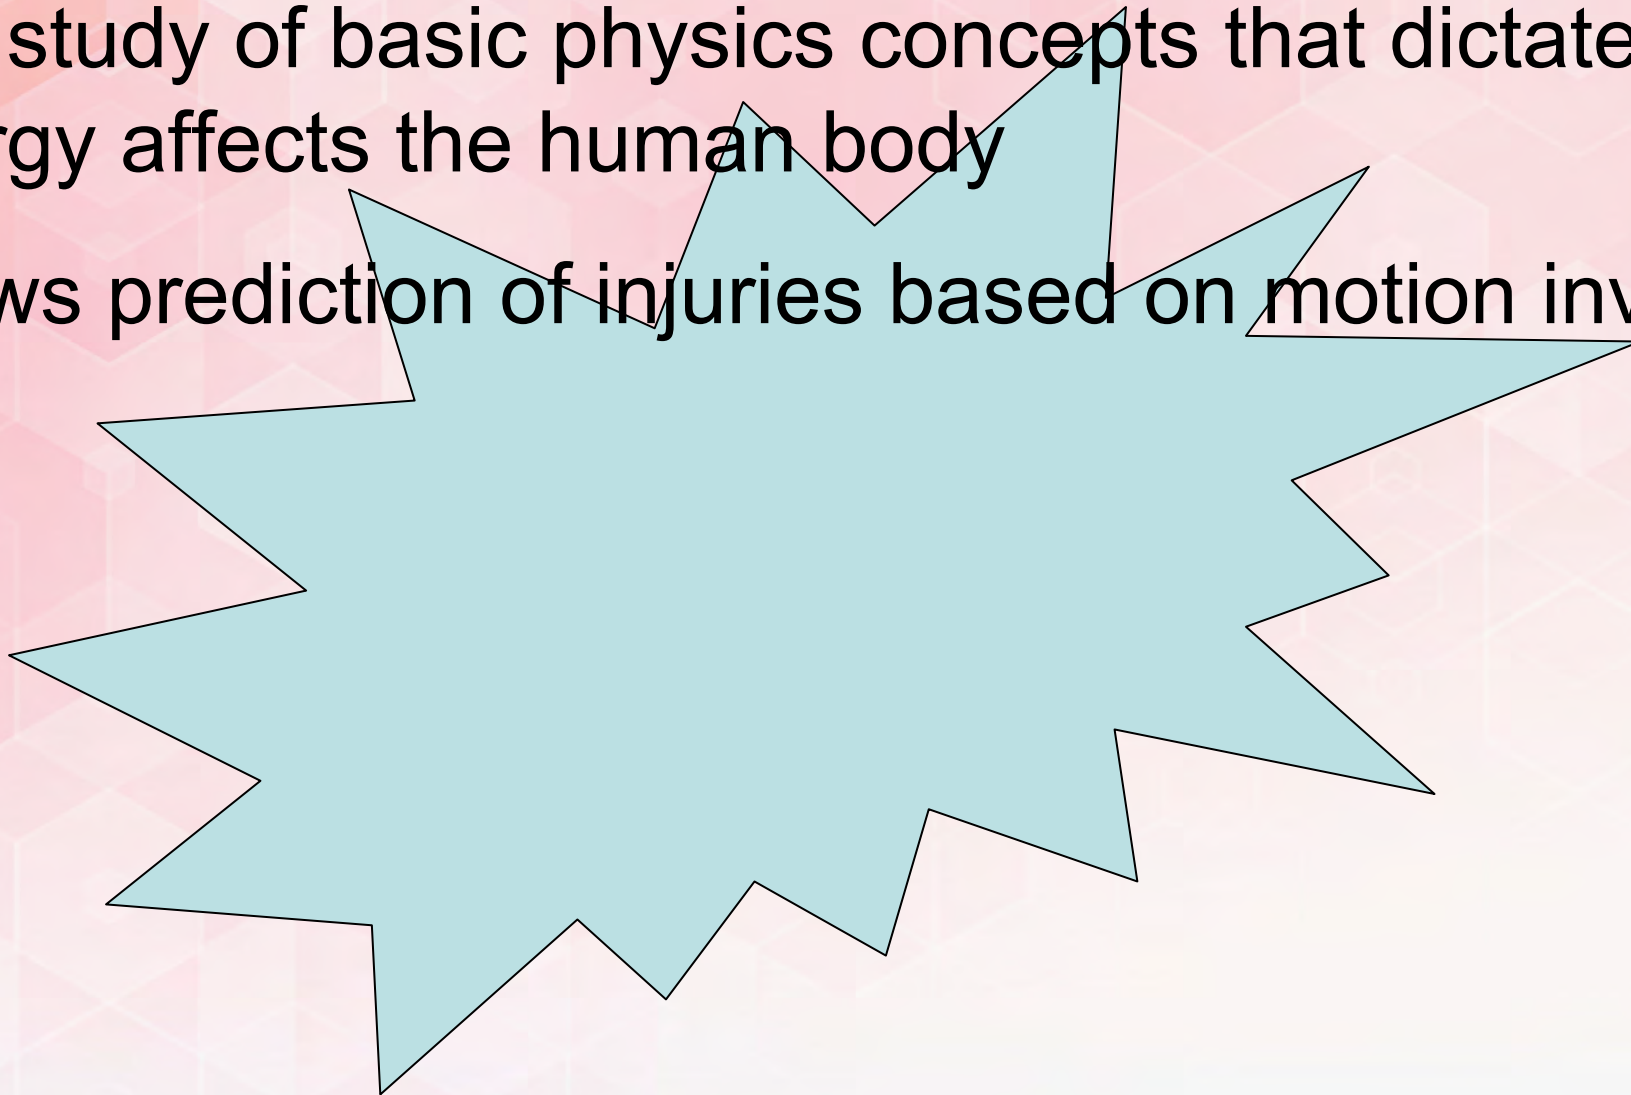 study of basic physics concepts that dictate
rgy affects the human body
ws prediction of injuries based on motion inv